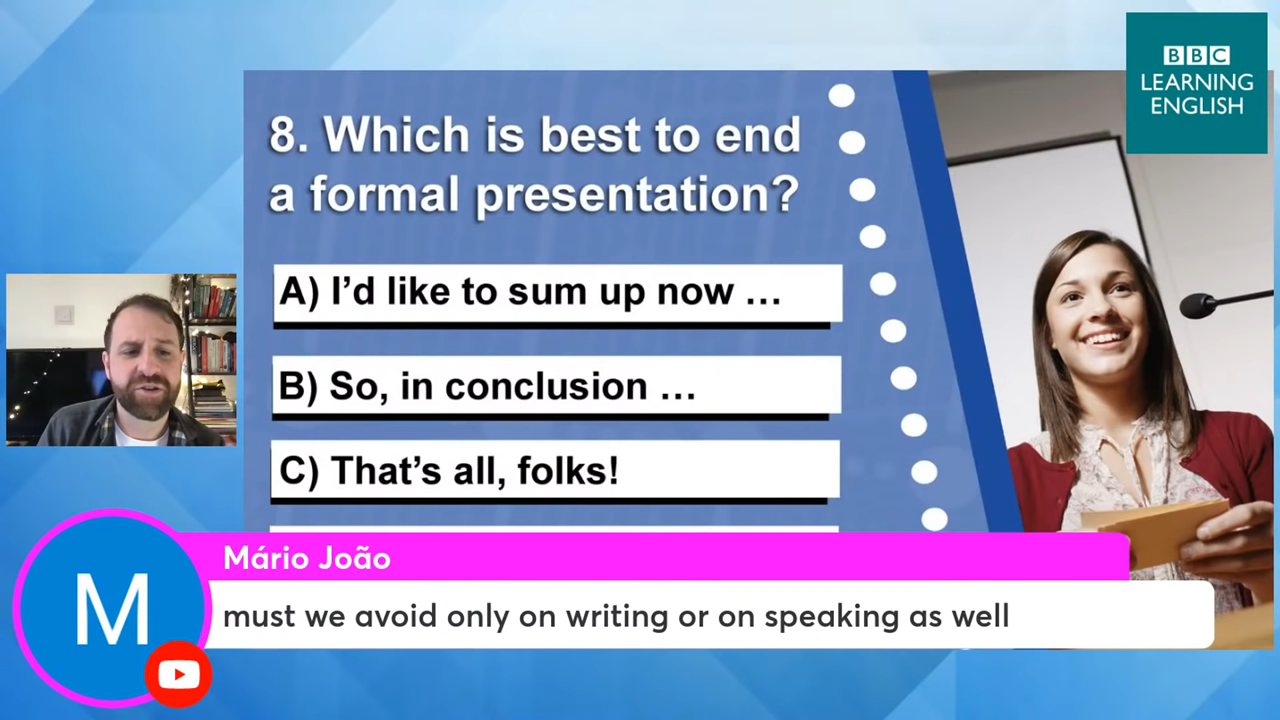 BBC
LEARNING
ENGLISH
8. Which is best to end
a formal presentation?
A) I’d like to sum up now …
B) So, in conclusion …
C) That’s all, folks!
M
Mário João
must we avoid only on writing or on speaking as well